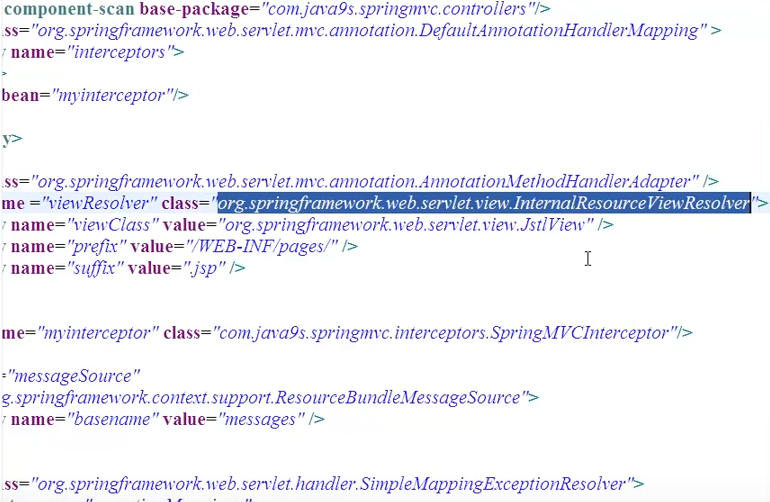 component-scan base-package="com.java9s.springmvc.controllers"/>
ss="org.springframework.web.servlet.mvc.annotation.DefaultAnnotationHandlerMapping" >
y name="interceptors">
>
bean="myinterceptor"/>
y>
ss="org.springframework.web.servlet.mvc.annotation.AnnotationMethodHandlerAdapter" />
me ="viewResolver" class="org.springframework.web.servlet.view.InternalResourceViewResolver">
y name="viewClass" value="org.springframework.web.servlet.view.JstlView" />
y name="prefix" value="/WEB-INF/pages/" />
y name="suffix" value=".jsp" />
me="myinterceptor" class="com.java9s.springmvc.interceptors.SpringMVCInterceptor"/>
="messageSource"
g.springframework.context.support.ResourceBundleMessageSource">
y name="basename" value="messages" />
ss="org.springframework.web.servlet.handler.SimpleMappingExceptionResolver">